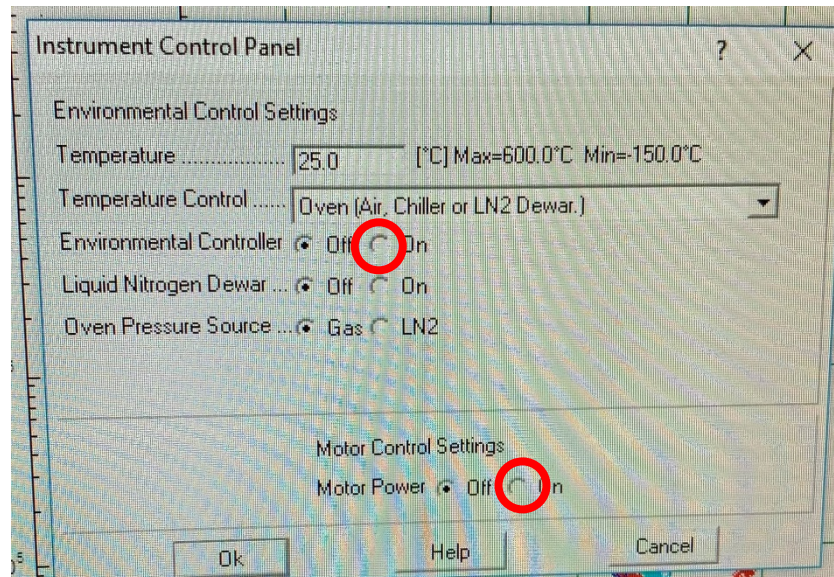 Instrument Control Panel ? X
Environmental Control Settings
Temperature .................. 25.0 [°C] Max=600.0°C Min=-150.0°C
Temperature Control ...... Oven (Air, Chiller or LN2 Dewar.)
Environmental Controller Off On
Liquid Nitrogen Dewar ... Off On
Oven Pressure Source ... Gas LN2
Motor Control Settings
Motor Power Off On
Ok Help Cancel